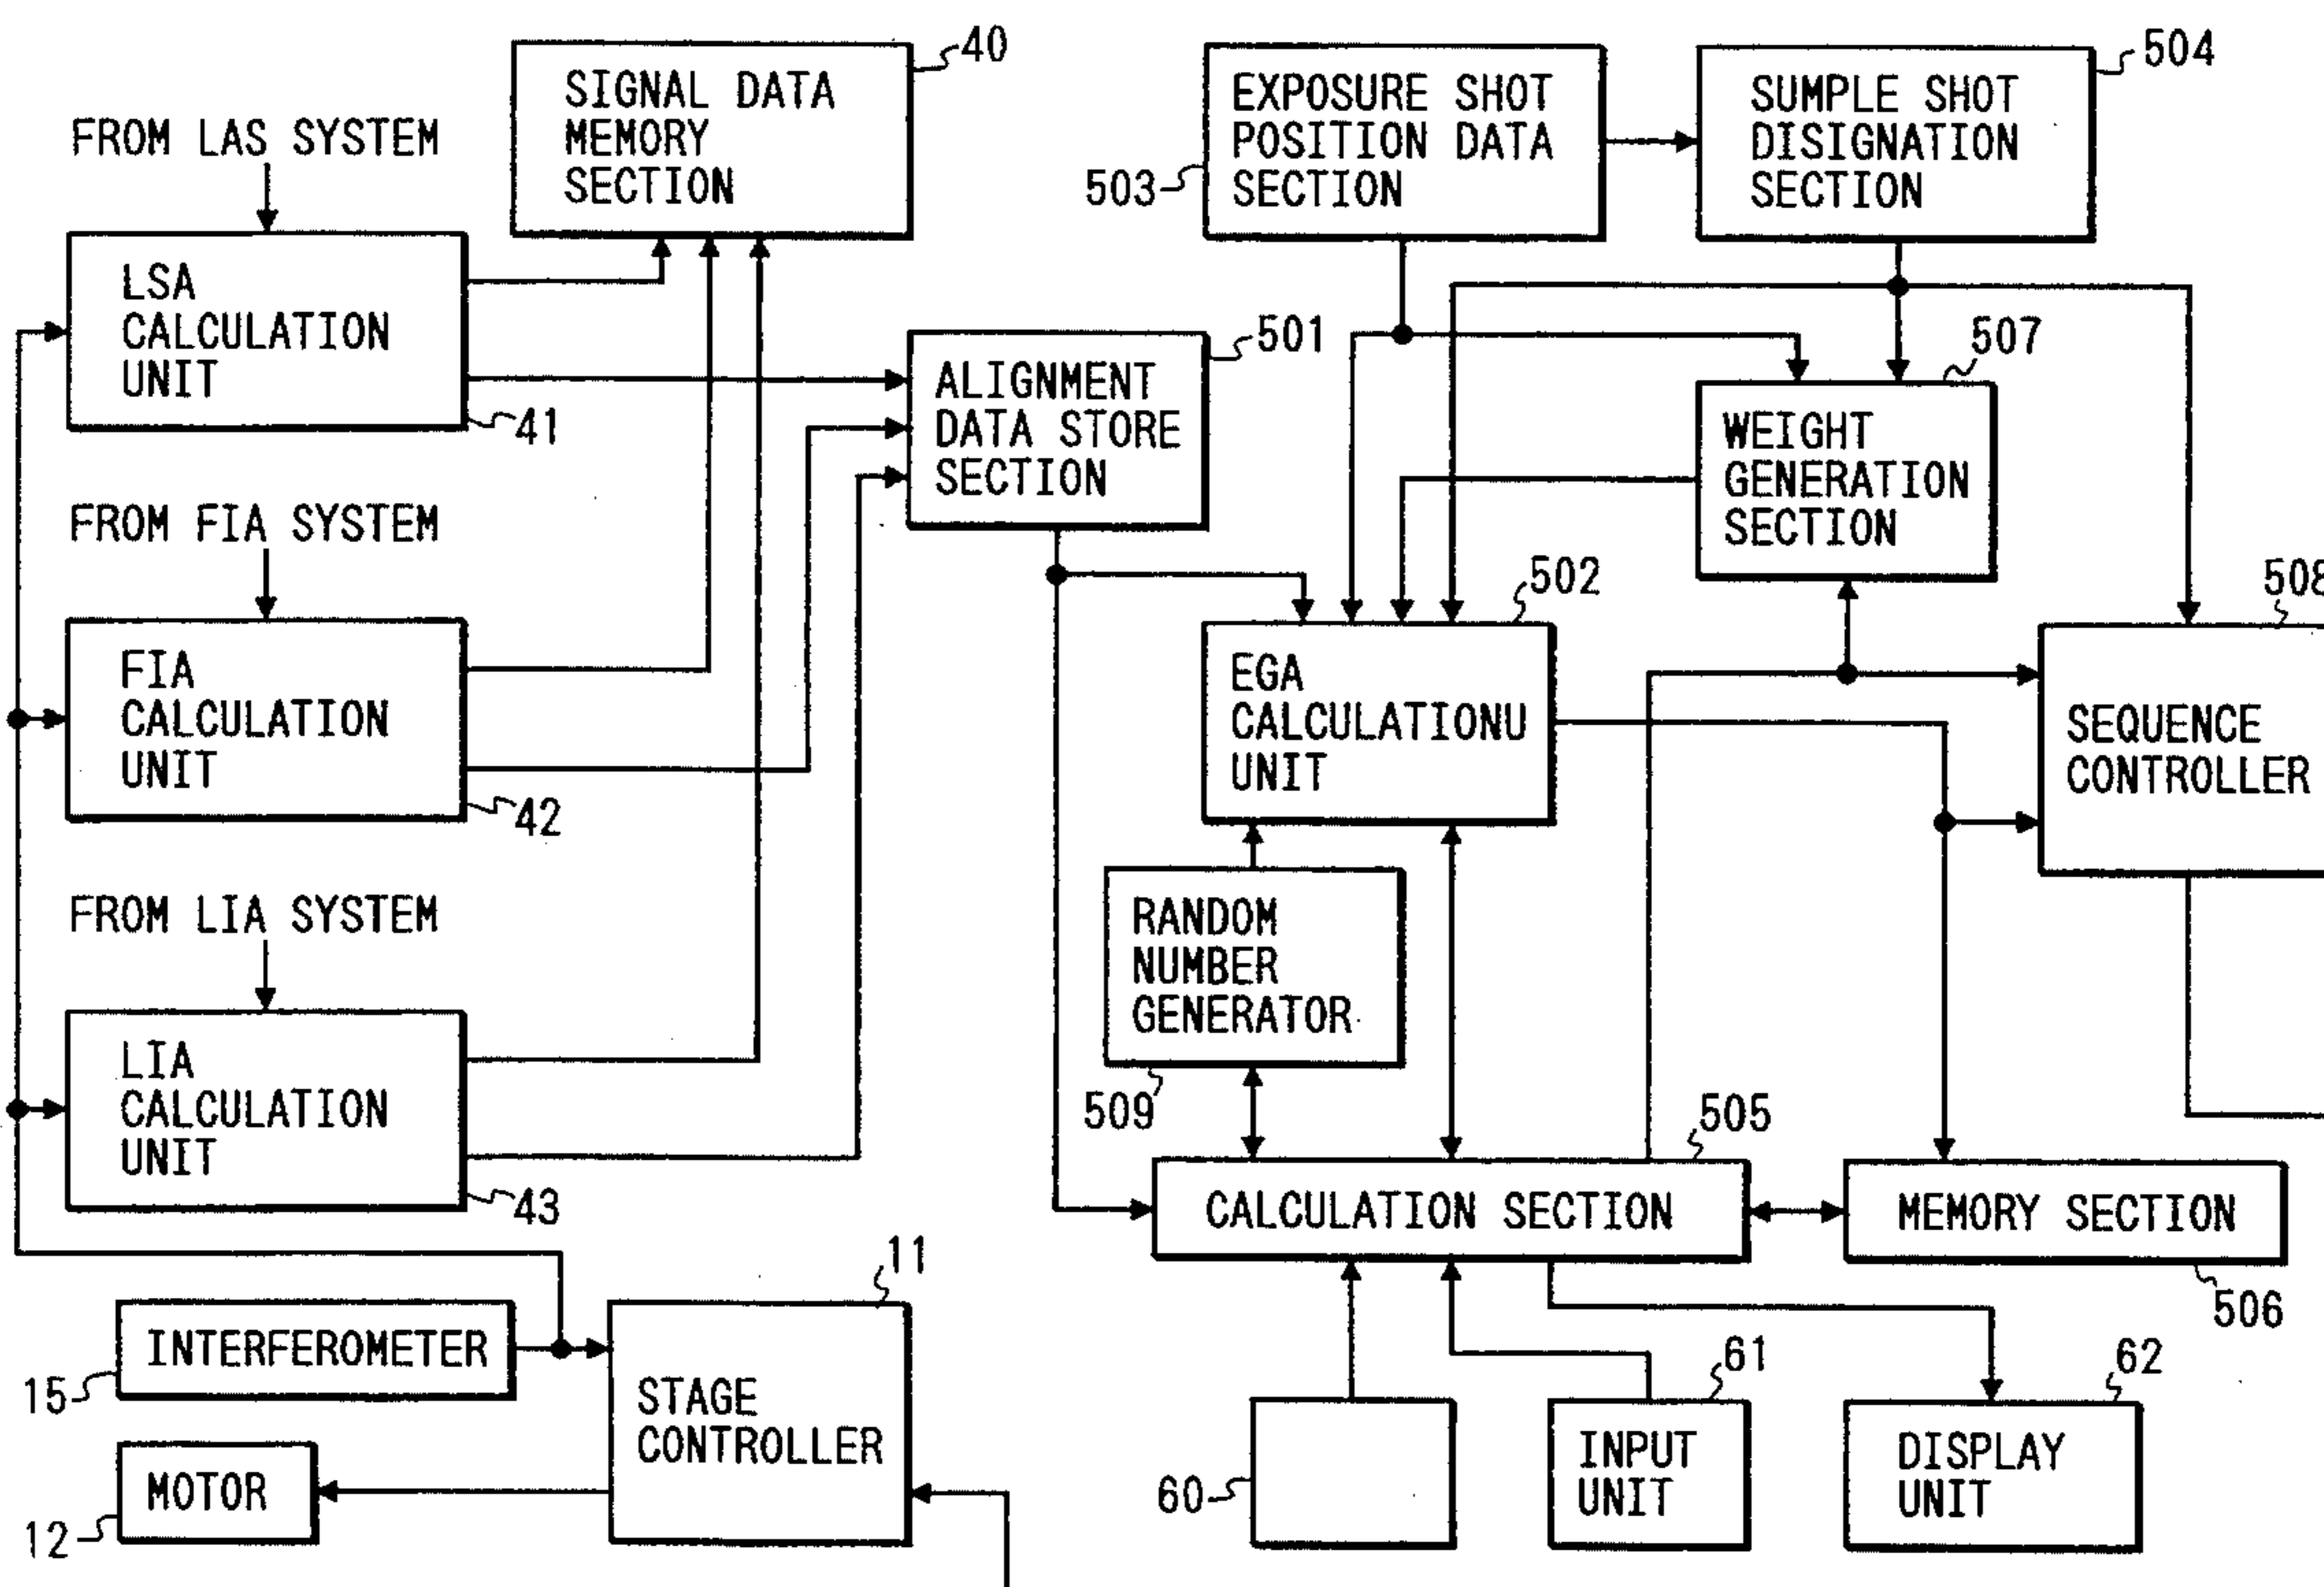 40
SIGNAL DATA
MEMORY
SECTION
FROM LAS SYSTEM
LSA
CALCULATION
UNIT
41
FROM FIA SYSTEM
FIA
CALCULATION
UNIT
42
FROM LIA SYSTEM
LIA
CALCULATION
UNIT
43
501
ALIGNMENT
DATA STORE
SECTION
EXPOSURE SHOT
POSITION DATA
SECTION
503
504
SUMPLE SHOT
DISIGNATION
SECTION
507
WEIGHT
GENERATION
SECTION
502
EGA
CALCULATIONU
UNIT
508
SEQUENCE
CONTROLLER
RANDOM
NUMBER
GENERATOR
509
505
CALCULATION SECTION
MEMORY SECTION
506
INTERFEROMETER
15
11
STAGE
CONTROLLER
MOTOR
12
60
61
INPUT
UNIT
62
DISPLAY
UNIT